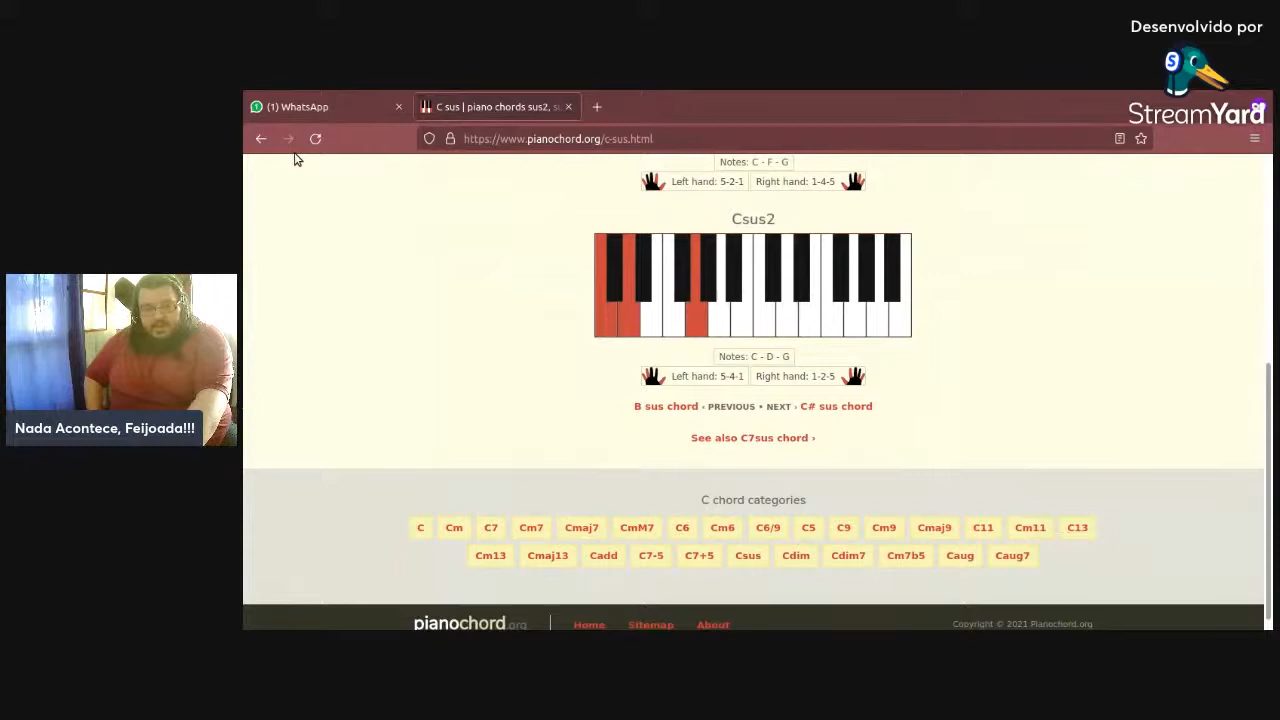 Desenvolvido por
StreamYard
(1) WhatsApp
C sus | piano chords sus2, su
https://www.pianochord.org/c-sus.html
Notes: C - F - G
Left hand: 5-2-1 Right hand: 1-4-5
Csus2
Notes: C - D - G
Left hand: 5-4-1 Right hand: 1-2-5
B sus chord ‹ PREVIOUS • NEXT › C# sus chord
See also C7sus chord ›
Nada Acontece, Feijoada!!!
C chord categories
C Cm C7 Cm7 Cmaj7 CmM7 C6 Cm6 C6/9 C5 C9 Cm9 Cmaj9 C11 Cm11 C13
Cm13 Cmaj13 Cadd C7-5 C7+5 Csus Cdim Cdim7 Cm7b5 Caug Caug7
pianochord.org Home Sitemap About Copyright © 2021 Pianochord.org